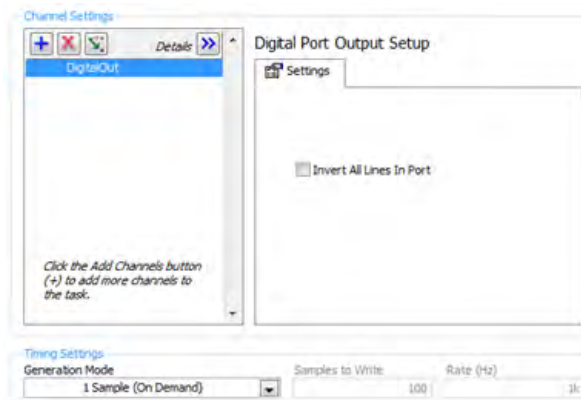 Channel Settings
Details
Digital Port Output Setup
DigitalOut
Settings
Invert All Lines In Port
Click the Add Channels button
(+) to add more channels to
the task.
Timing Settings
Generation Mode
Samples to Write
Rate (Hz)
1 Sample (On Demand)
100
1k